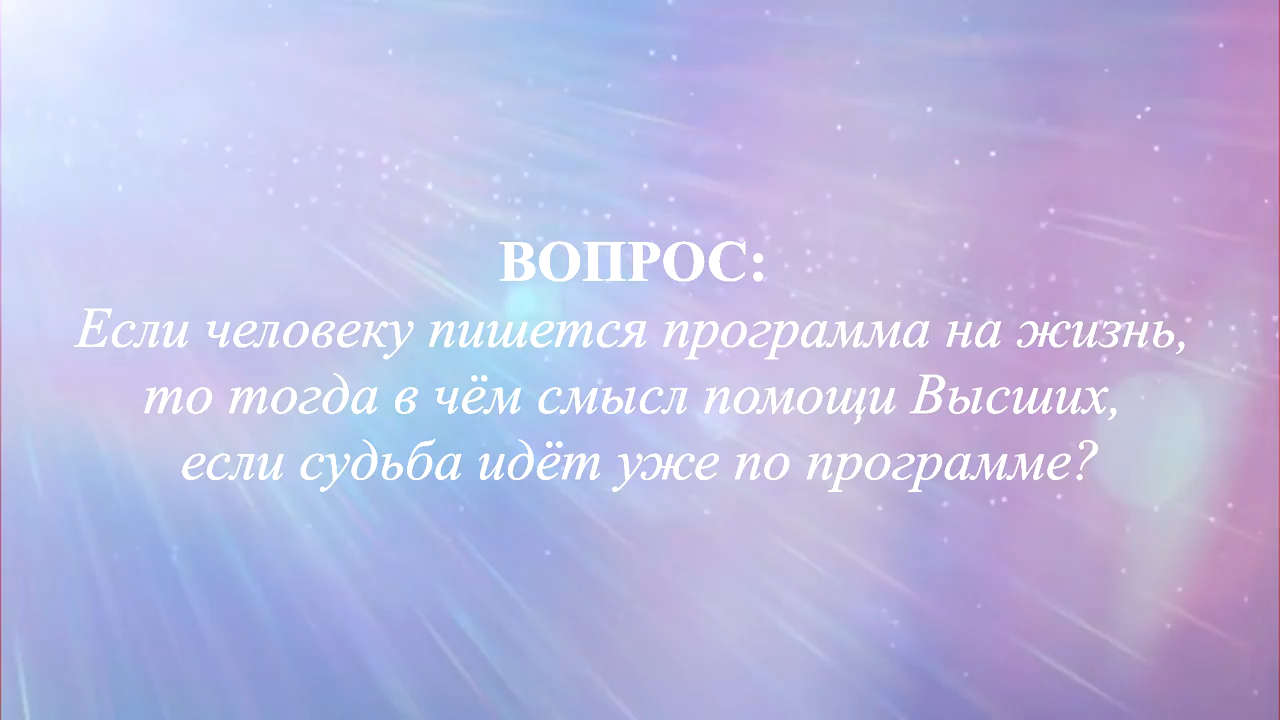 ВОПРОС:
Если человеку пишется программа на жизнь,
то тогда в чём смысл помощи Высших,
если судьба идёт уже по программе?